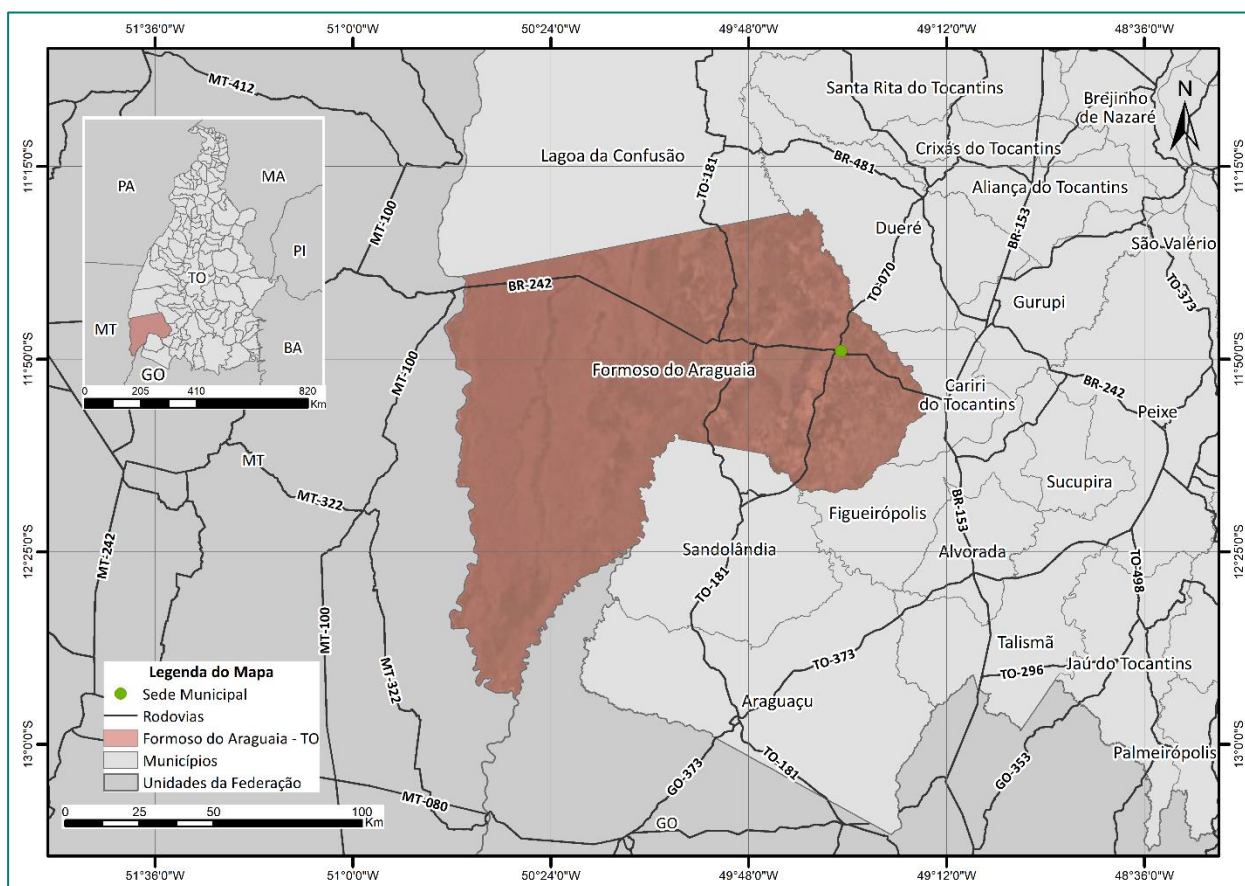 51°36'0"W
51°0'0"W
50°24'0"W
49°48'0"W
49°12'0"W
48°36'0"W
MT-412
Santa Rita do Tocantins
Brejinho
de Nazaré
N
Lagoa da Confusão
TO-181
BR-481
Crixás do Tocantins
11°15'0"S
11°15'0"S
Aliança do Tocantins
PA
MA
PI
TO
MT
BA
GO
0
205
410
820
Km
MT-100
Dueré
BR-153
São Valério
TO-373
TO-070
BR-242
Gurupi
MT-100
11°50'0"S
11°50'0"S
Formoso do Araguaia
Cariri
do Tocantins
BR-242
Peixe
MT
MT-322
Sucupira
Figueirópolis
BR-153
MT-242
12°25'0"S
12°25'0"S
Sandolândia
Alvorada
TO-181
TO-498
MT-100
MT-322
TO-373
Talismã
TO-296
Jaú do Tocantins
Araguaçu
Legenda do Mapa
Sede Municipal
Rodovias
Formoso do Araguaia - TO
Municípios
Unidades da Federação
13°0'0"S
13°0'0"S
Palmeirópolis
GO-373
TO-181
GO-353
MT-080
GO
0
25
50
100
Km
51°36'0"W
51°0'0"W
50°24'0"W
49°48'0"W
49°12'0"W
48°36'0"W